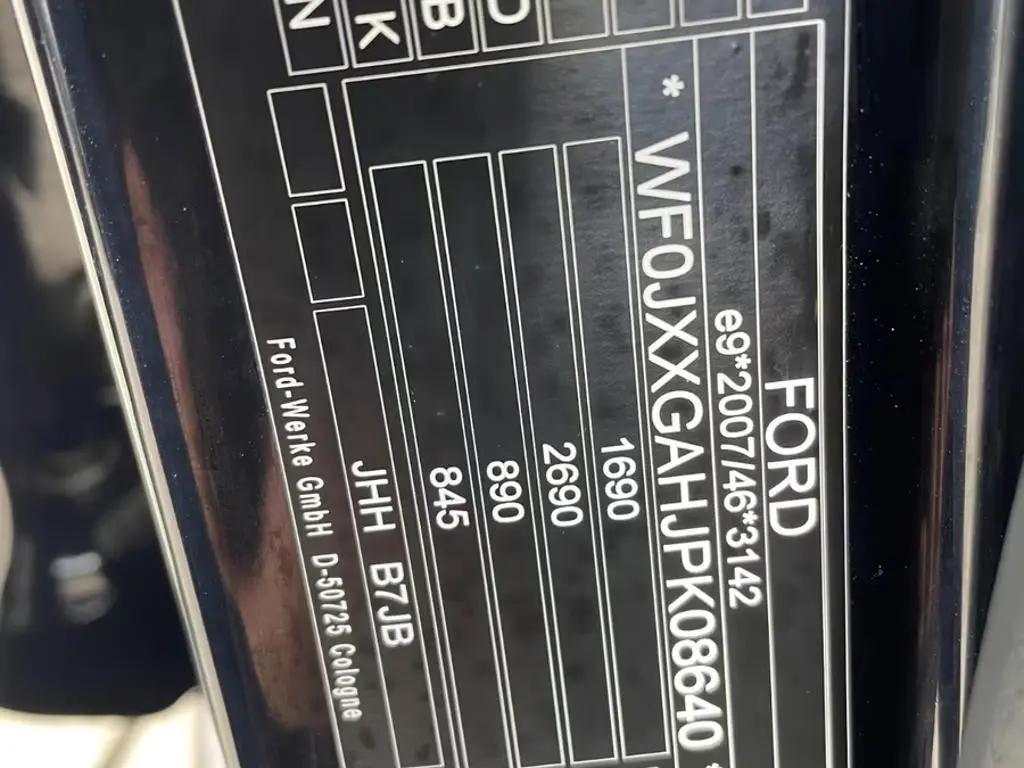 FORD
e9*2007/46*3142
* WF0JXXGAHJPK08640 *
1690
2690
890
845
JHH B7JB
Ford-Werke GmbH D-50725 Cologne
D
B
K
N